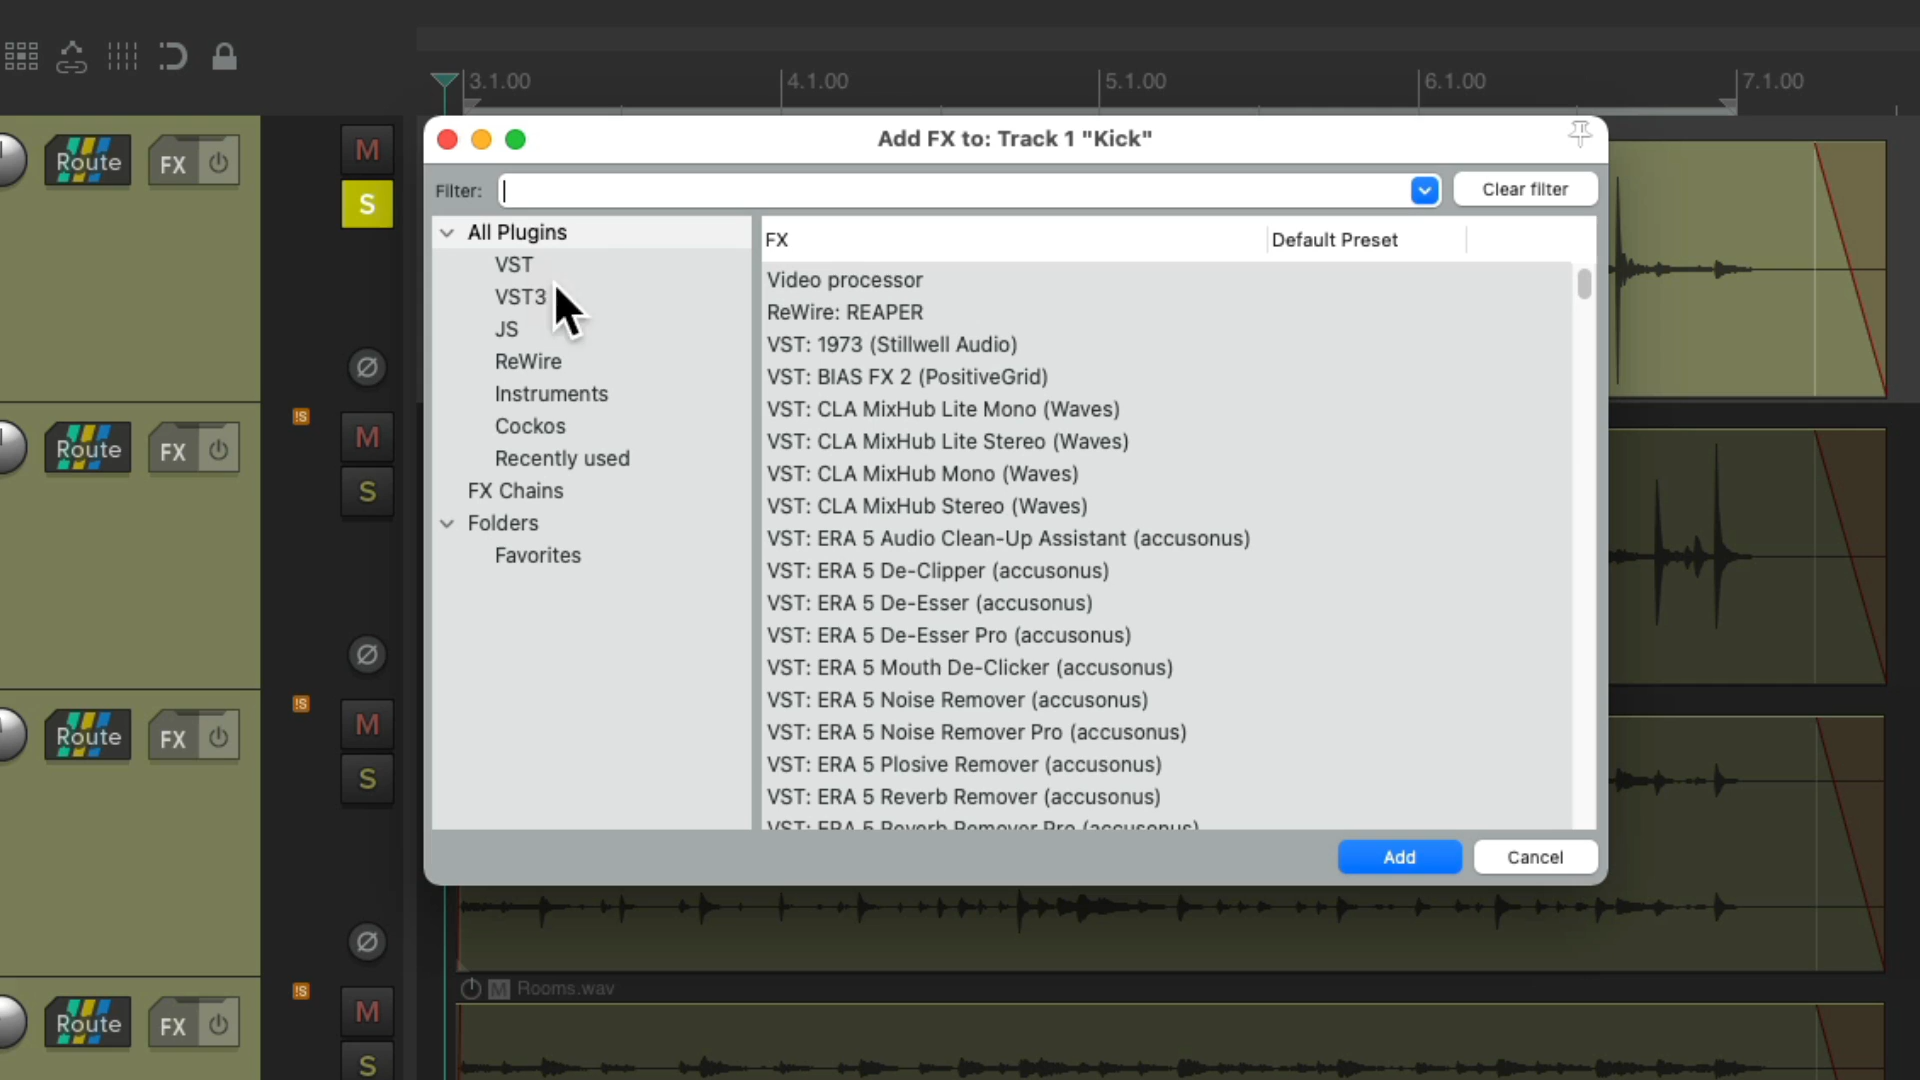 3.1.00 4.1.00 5.1.00 6.1.00 7.1.00
Add FX to: Track 1 "Kick"
Filter: Clear filter
All Plugins
VST
VST3
JS
ReWire
Instruments
Cockos
Recently used
FX Chains
Folders
Favorites
FX Default Preset
Video processor
ReWire: REAPER
VST: 1973 (Stillwell Audio)
VST: BIAS FX 2 (PositiveGrid)
VST: CLA MixHub Lite Mono (Waves)
VST: CLA MixHub Lite Stereo (Waves)
VST: CLA MixHub Mono (Waves)
VST: CLA MixHub Stereo (Waves)
VST: ERA 5 Audio Clean-Up Assistant (accusonus)
VST: ERA 5 De-Clipper (accusonus)
VST: ERA 5 De-Esser (accusonus)
VST: ERA 5 De-Esser Pro (accusonus)
VST: ERA 5 Mouth De-Clicker (accusonus)
VST: ERA 5 Noise Remover (accusonus)
VST: ERA 5 Noise Remover Pro (accusonus)
VST: ERA 5 Plosive Remover (accusonus)
VST: ERA 5 Reverb Remover (accusonus)
VST: ERA 5 Reverb Remover Pro (accusonus)
Add Cancel
Route FX M
S
!S
Route FX M
S
!S
Route FX M
S
!S
M Rooms.wav
Route FX M
S